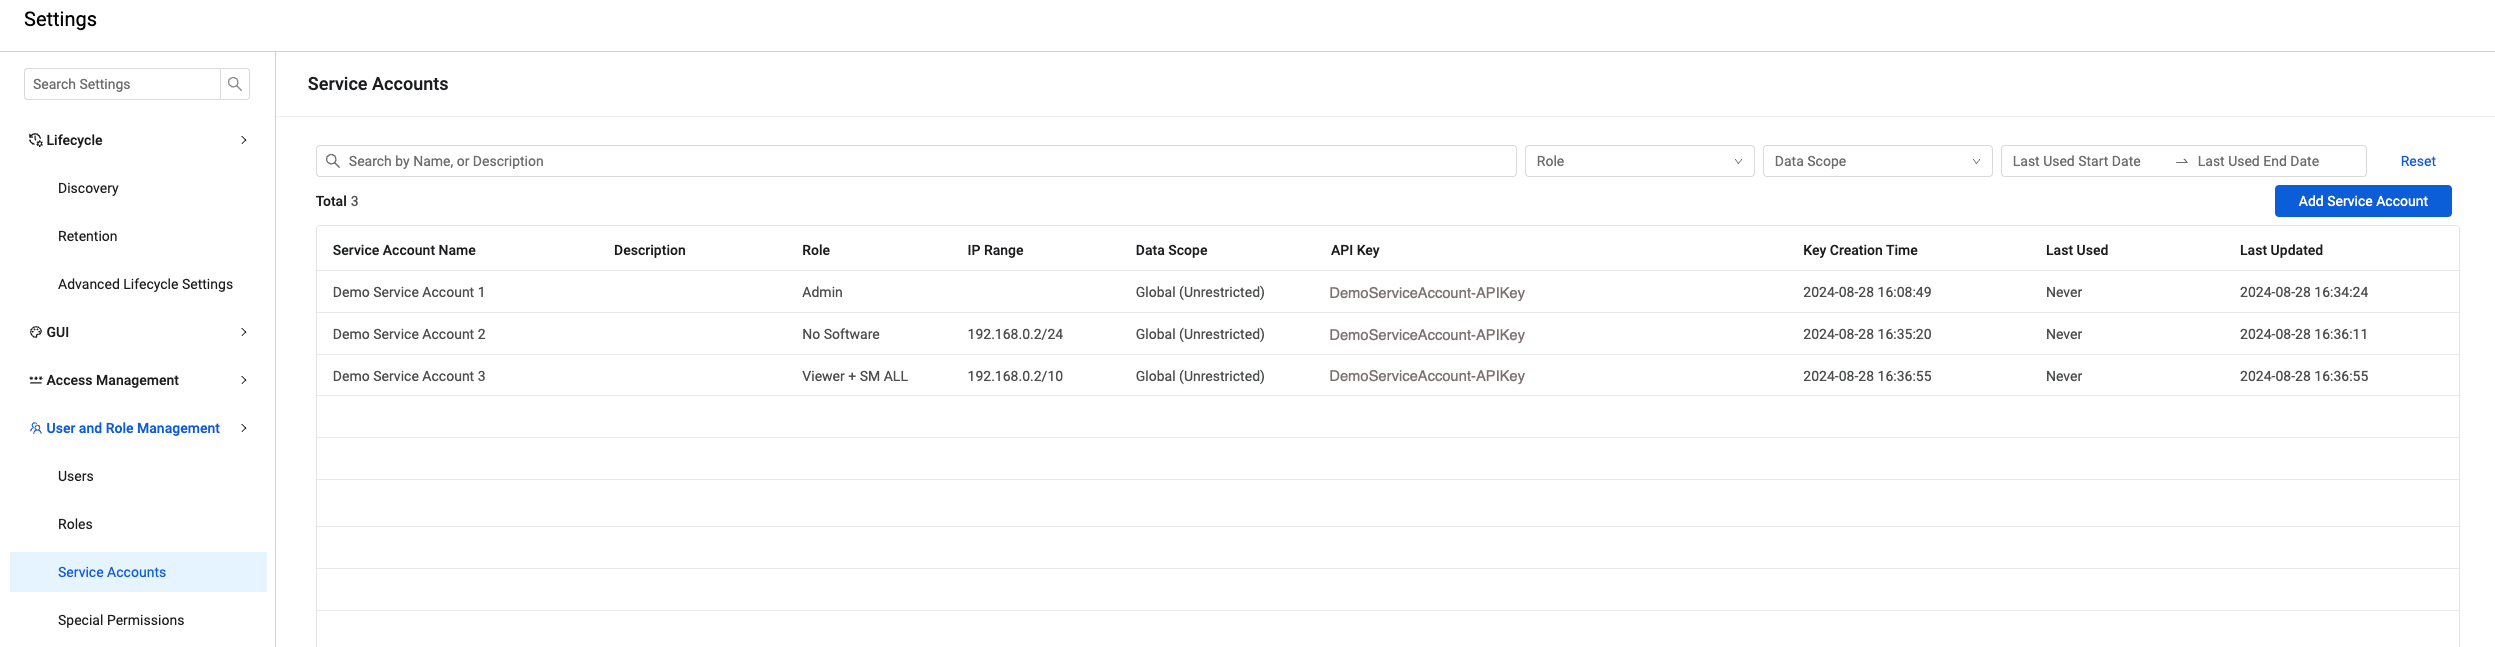 Settings
Search Settings
Lifecycle
Discovery
Retention
Advanced Lifecycle Settings
GUI
Access Management
User and Role Management
Users
Roles
Service Accounts
Special Permissions
Service Accounts
Search by Name, or Description Role Data Scope Last Used Start Date → Last Used End Date Reset
Total 3 Add Service Account
Service Account Name Description Role IP Range Data Scope API Key Key Creation Time Last Used Last Updated
Demo Service Account 1 Admin Global (Unrestricted) DemoServiceAccount-APIKey 2024-08-28 16:08:49 Never 2024-08-28 16:34:24
Demo Service Account 2 No Software 192.168.0.2/24 Global (Unrestricted) DemoServiceAccount-APIKey 2024-08-28 16:35:20 Never 2024-08-28 16:36:11
Demo Service Account 3 Viewer + SM ALL 192.168.0.2/10 Global (Unrestricted) DemoServiceAccount-APIKey 2024-08-28 16:36:55 Never 2024-08-28 16:36:55